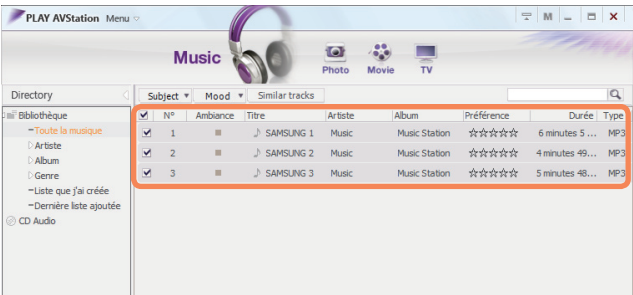 PLAY AVStation Menu
M
Music
Photo Movie TV
Directory Subject Mood Similar tracks
Bibliothèque
Toute la musique
Artiste
Album
Genre
Liste que j'ai créée
Dernière liste ajoutée
CD Audio
N° Ambiance Titre Artiste Album Préférence Durée Type
1 SAMSUNG 1 Music Music Station ☆☆☆☆☆ 6 minutes 5 ... MP3
2 SAMSUNG 2 Music Music Station ☆☆☆☆☆ 4 minutes 49... MP3
3 SAMSUNG 3 Music Music Station ☆☆☆☆☆ 5 minutes 48... MP3